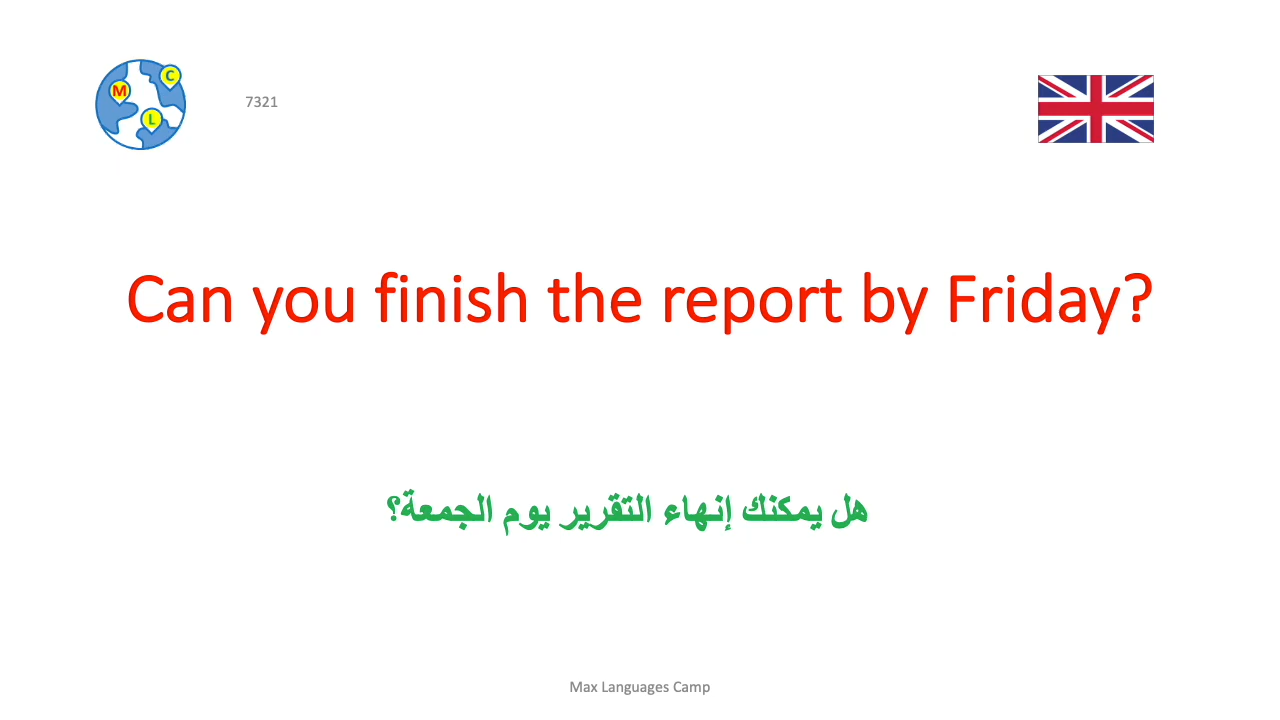 M
C
L
7321
Can you finish the report by Friday?
هل يمكنك إنهاء التقرير يوم الجمعة؟
Max Languages Camp